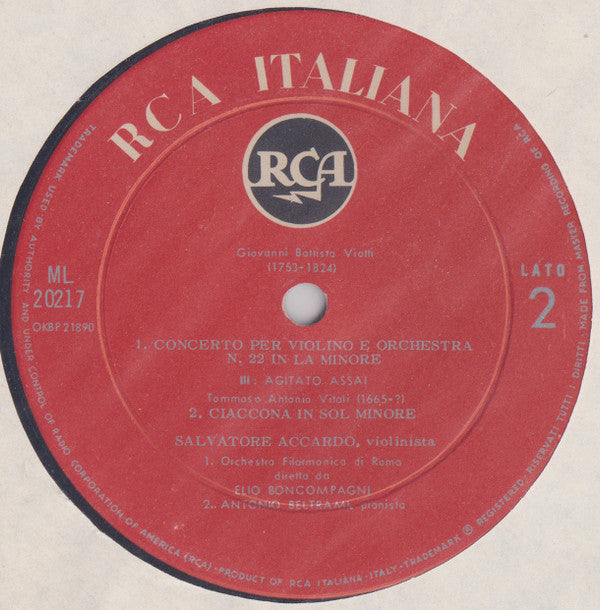 RCA ITALIANA
RCA
Giovanni Battista Viotti
(1753-1824)
ML
20217
OKBP 21890
LATO
2
1. CONCERTO PER VIOLINO E ORCHESTRA
N. 22 IN LA MINORE
III: AGITATO ASSAI
Tommaso Antonio Vitali (1665-?)
2. CIACCONA IN SOL MINORE
SALVATORE ACCARDO, violinista
1. Orchestra Filarmonica di Roma
diretta da
ELIO BONCOMPAGNI
2. ANTONIO BELTRAMI, pianista
TRADEMARK USED BY AUTHORITY AND UNDER CONTROL OF RADIO CORPORATION OF AMERICA (RCA)-PRODUCT OF RCA ITALIANA-ITALY-TRADEMARK ® REGISTERED. RISERVATI TUTTI I DIRITTI. MADE FROM MASTER RECORDING OF RCA